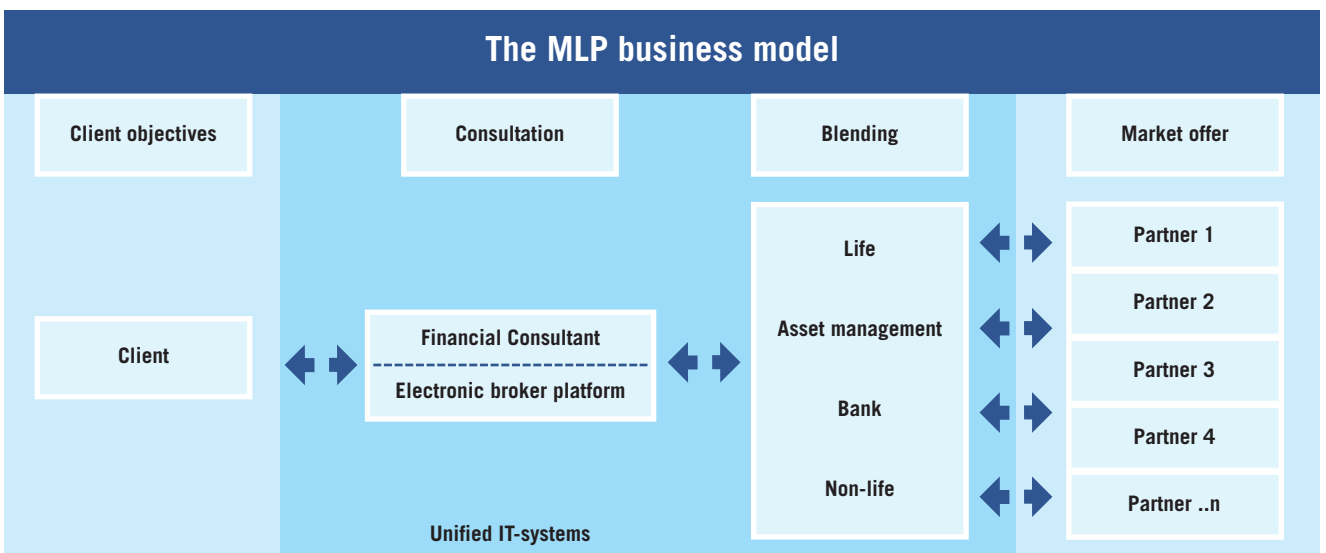 The MLP business model
Client objectives
Consultation
Blending
Market offer
Client
Financial Consultant
Electronic broker platform
Life
Asset management
Bank
Non-life
Partner 1
Partner 2
Partner 3
Partner 4
Partner ..n
Unified IT-systems